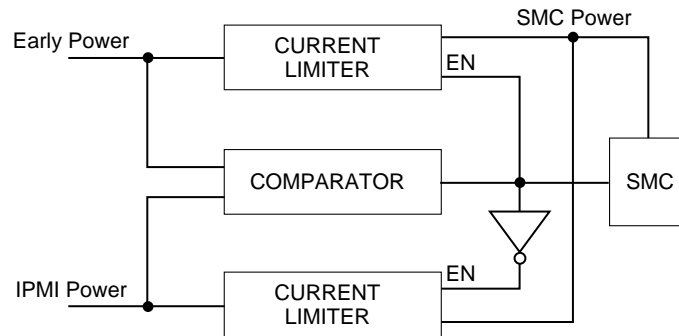 SMC Power
Early Power
CURRENT
LIMITER
EN
COMPARATOR
SMC
EN
IPMI Power
CURRENT
LIMITER